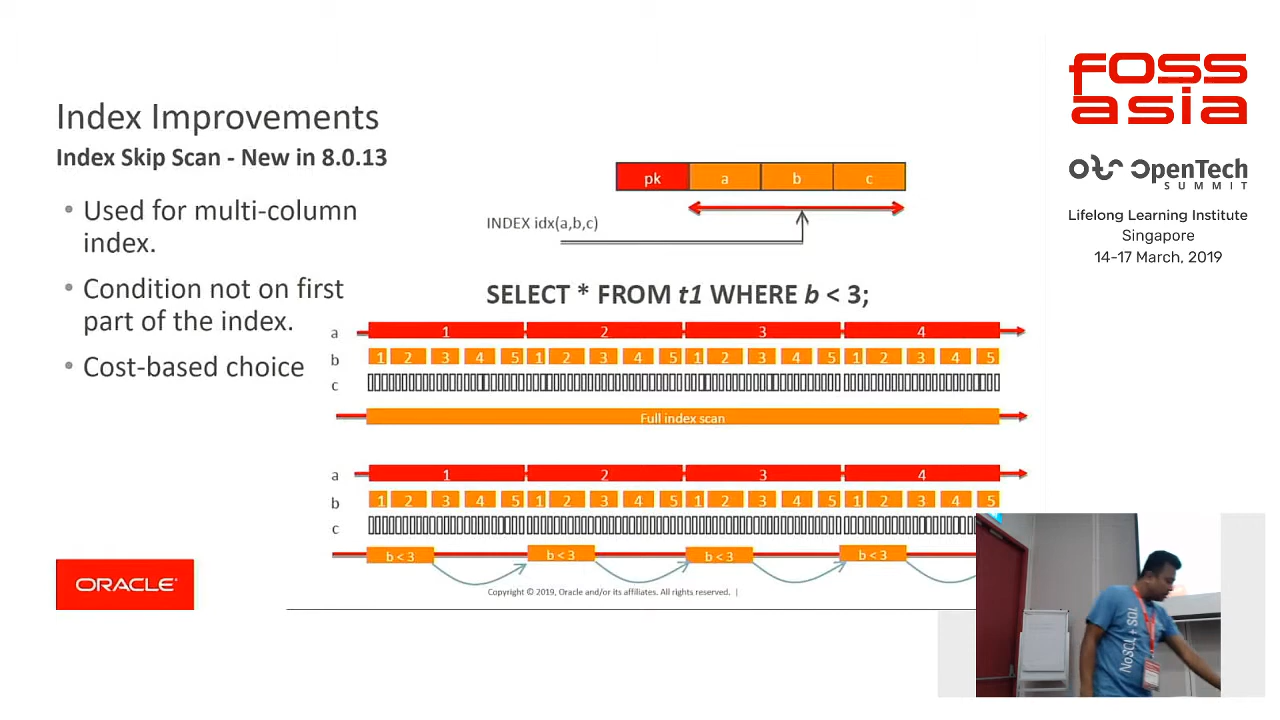 Index Improvements
Index Skip Scan - New in 8.0.13
• Used for multi-column
index.
• Condition not on first
part of the index.
• Cost-based choice
pk a b c
INDEX idx(a,b,c)
SELECT * FROM t1 WHERE b < 3;
a 1 2 3 4
b 1 2 3 4 5 1 2 3 4 5 1 2 3 4 5 1 2 3 4 5
c
Full index scan
a 1 2 3 4
b 1 2 3 4 5 1 2 3 4 5 1 2 3 4 5 1 2 3 4 5
c
b < 3 b < 3 b < 3 b < 3
ORACLE
Copyright © 2019, Oracle and/or its affiliates. All rights reserved. |
FOSS
ASIA
OpenTech
SUMMIT
Lifelong Learning Institute
Singapore
14-17 March, 2019
NoSQL + SQL